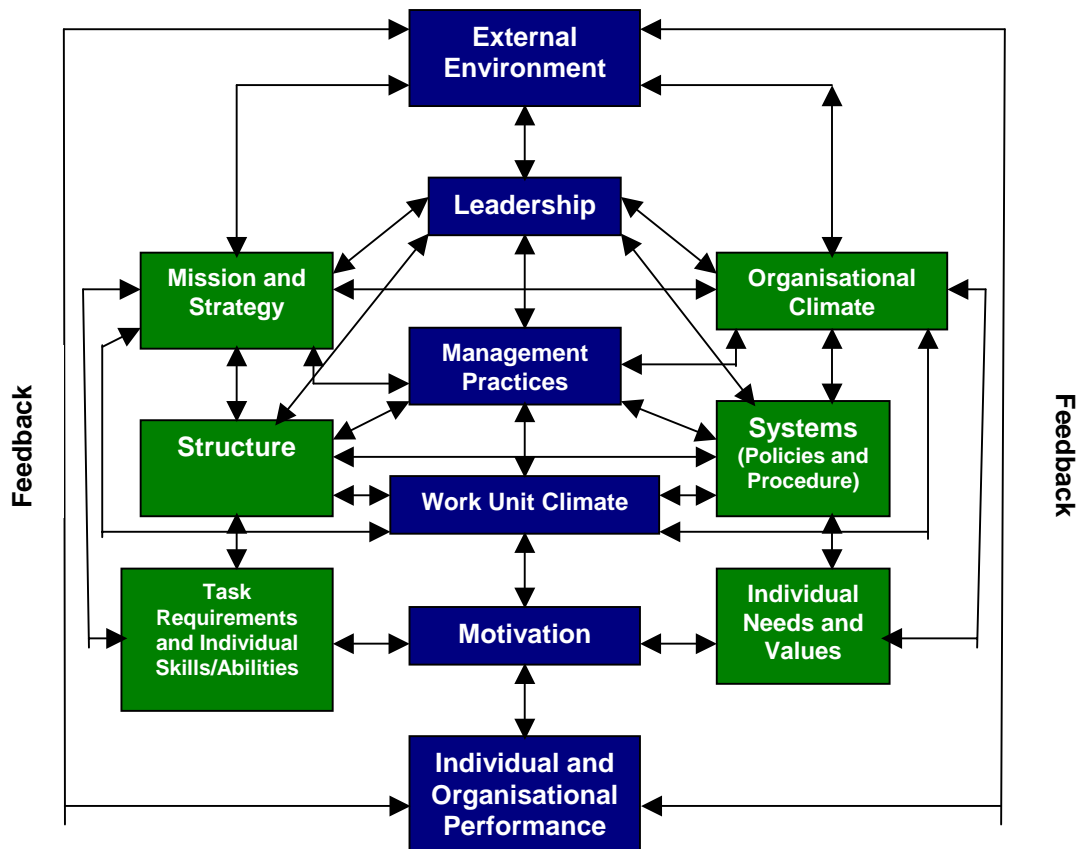 External
Environment
Leadership
Mission and
Strategy
Organisational
Climate
Management
Practices
Structure
Systems
(Policies and
Procedure)
Work Unit Climate
Task
Requirements
and Individual
Skills/Abilities
Motivation
Individual
Needs and
Values
Individual and
Organisational
Performance
Feedback
Feedback